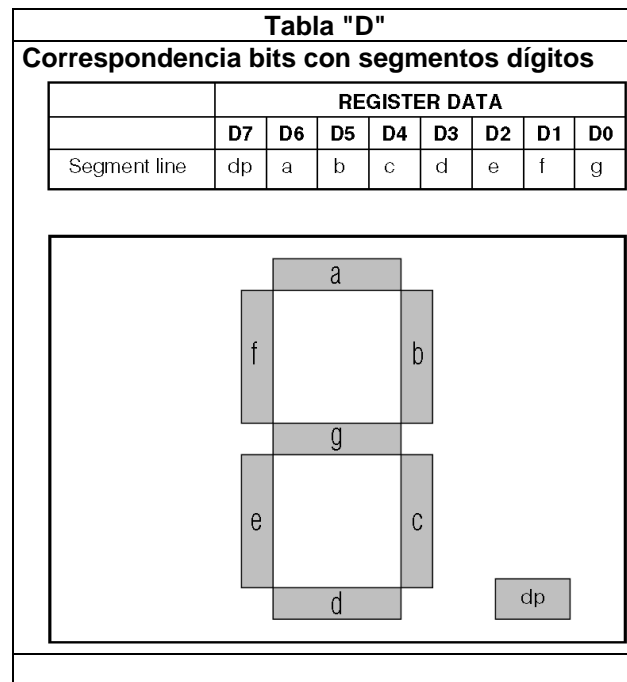 Tabla "D"
Correspondencia bits con segmentos dígitos
REGISTER DATA
D7 D6 D5 D4 D3 D2 D1 D0
Segment line dp a b c d e f g
a
f b
g
e c
dp
d